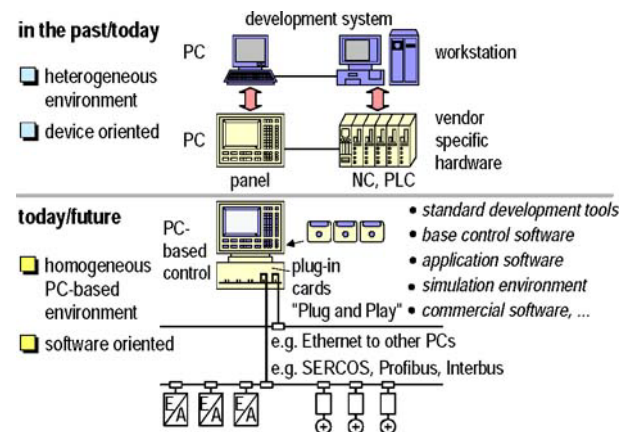 in the past/today
heterogeneous
environment
device oriented
development system
PC
workstation
PC
vendor
specific
hardware
panel
NC, PLC
today/future
homogeneous
PC-based
environment
software oriented
PC-
based
control
plug-in
cards
"Plug and Play"
• standard development tools
• base control software
• application software
• simulation environment
• commercial software, ...
e.g. Ethernet to other PCs
e.g. SERCOS, Profibus, Interbus
E/A
E/A
E/A